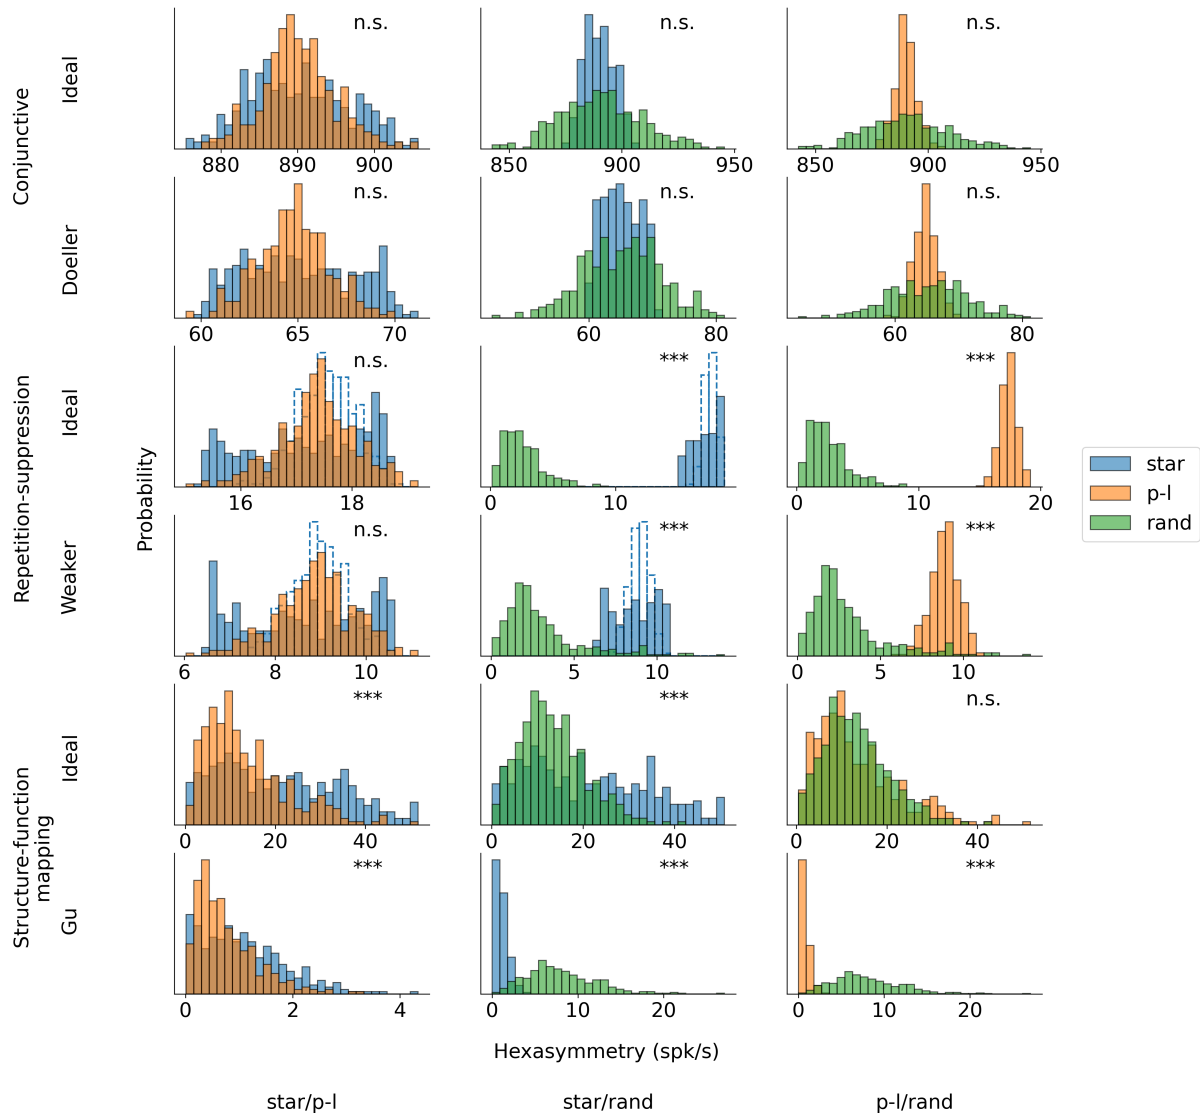 n.s.
n.s.
n.s.
Conjunctive
Ideal
880 890 900
850 900 950
850 900 950
n.s.
n.s.
n.s.
Doeller
60 65 70
60 80
60 80
n.s.
***
***
Repetition-suppression
Ideal
Probability
16 18
0 10
0 10 20
star
p-l
rand
n.s.
***
***
Weaker
6 8 10
0 5 10
0 5 10
***
***
n.s.
Structure-function
mapping
Ideal
0 20 40
0 20 40
0 20 40
***
***
***
Gu
0 2 4
0 10 20
0 10 20
Hexasymmetry (spk/s)
star/p-l
star/rand
p-l/rand